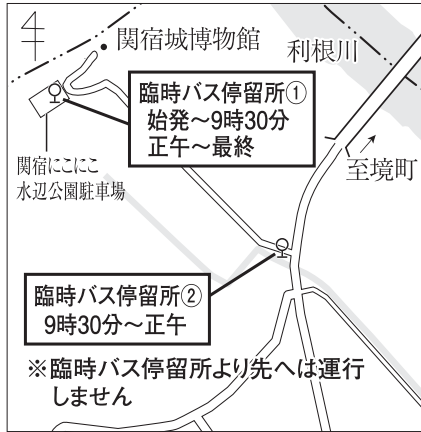 関宿城博物館
利根川
臨時バス停留所①
始発～9時30分
正午～最終
関宿にこにこ
水辺公園駐車場
至境町
臨時バス停留所②
9時30分～正午
※臨時バス停留所より先へは運行
しません